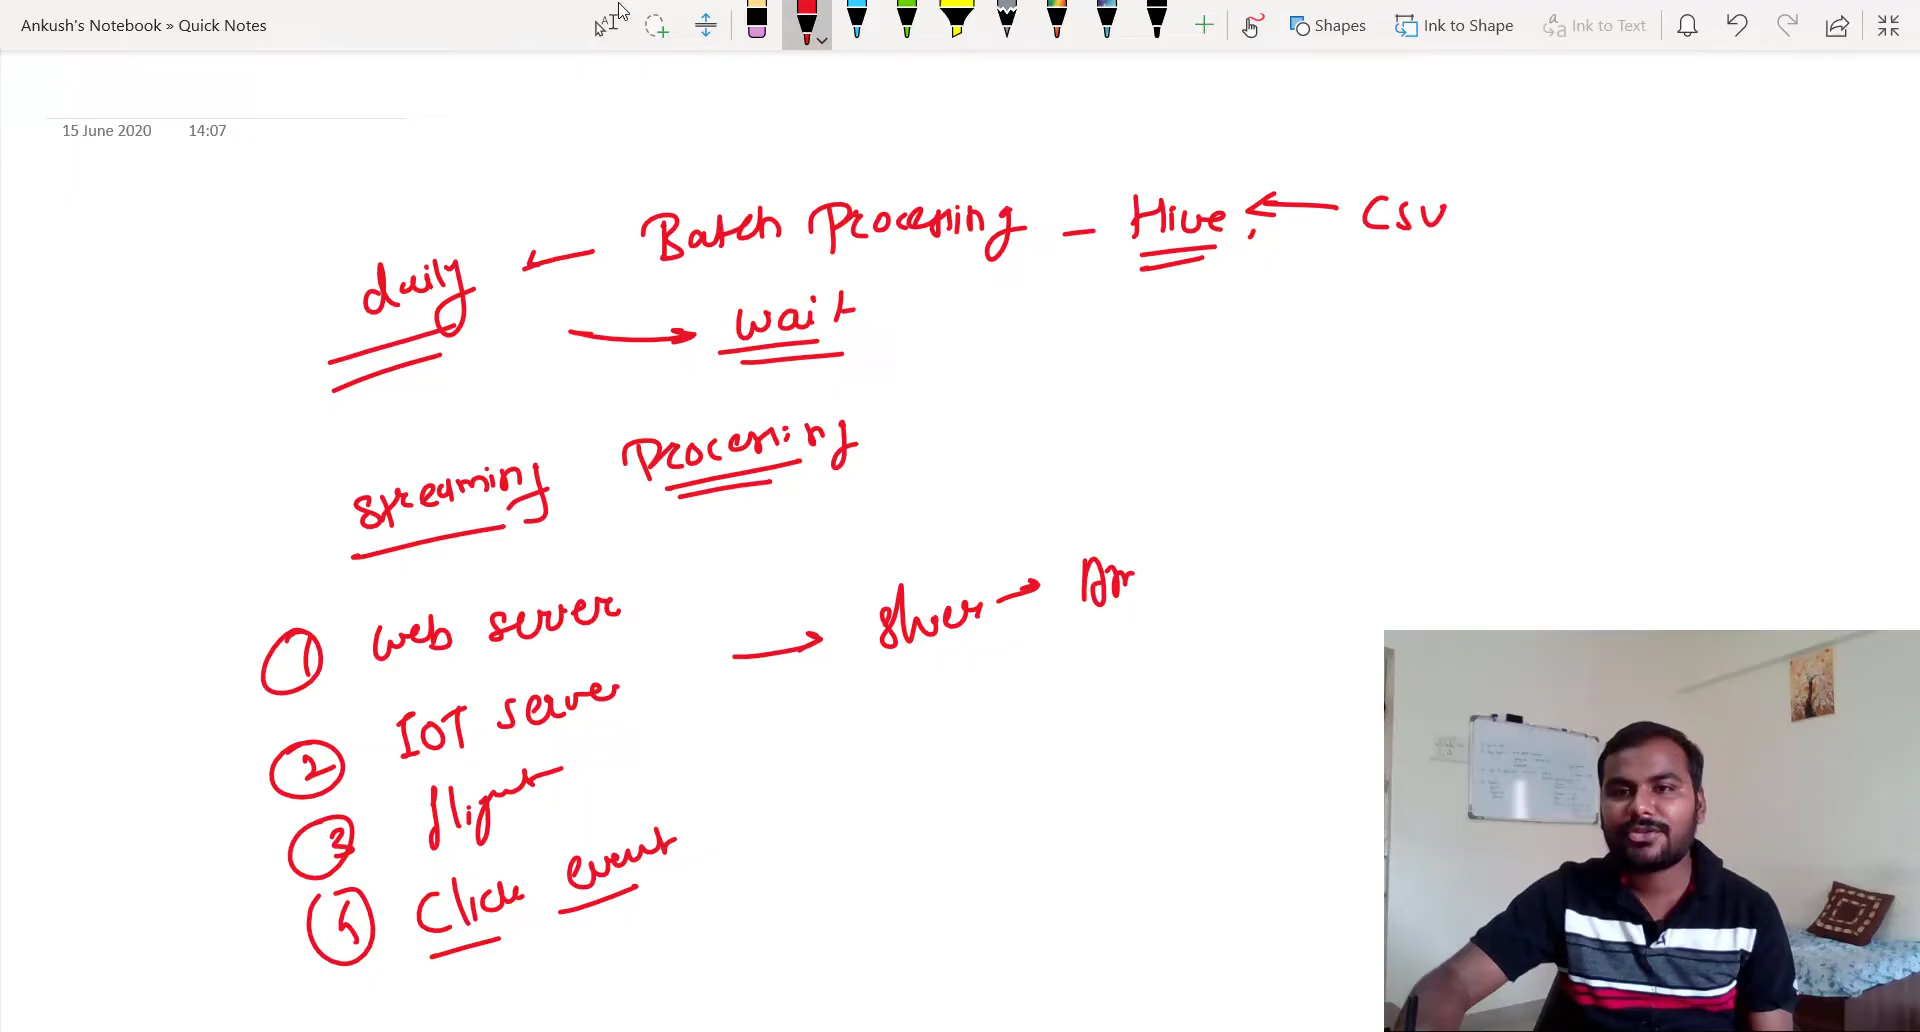 Ankush's Notebook » Quick Notes
Shapes
Ink to Shape
Ink to Text
15 June 2020 14:07
Batch Processing - Hive ← CSV
daily
wait
streaming Processing
1 web server
→ →
2 IOT server
3 flight
4 Click event